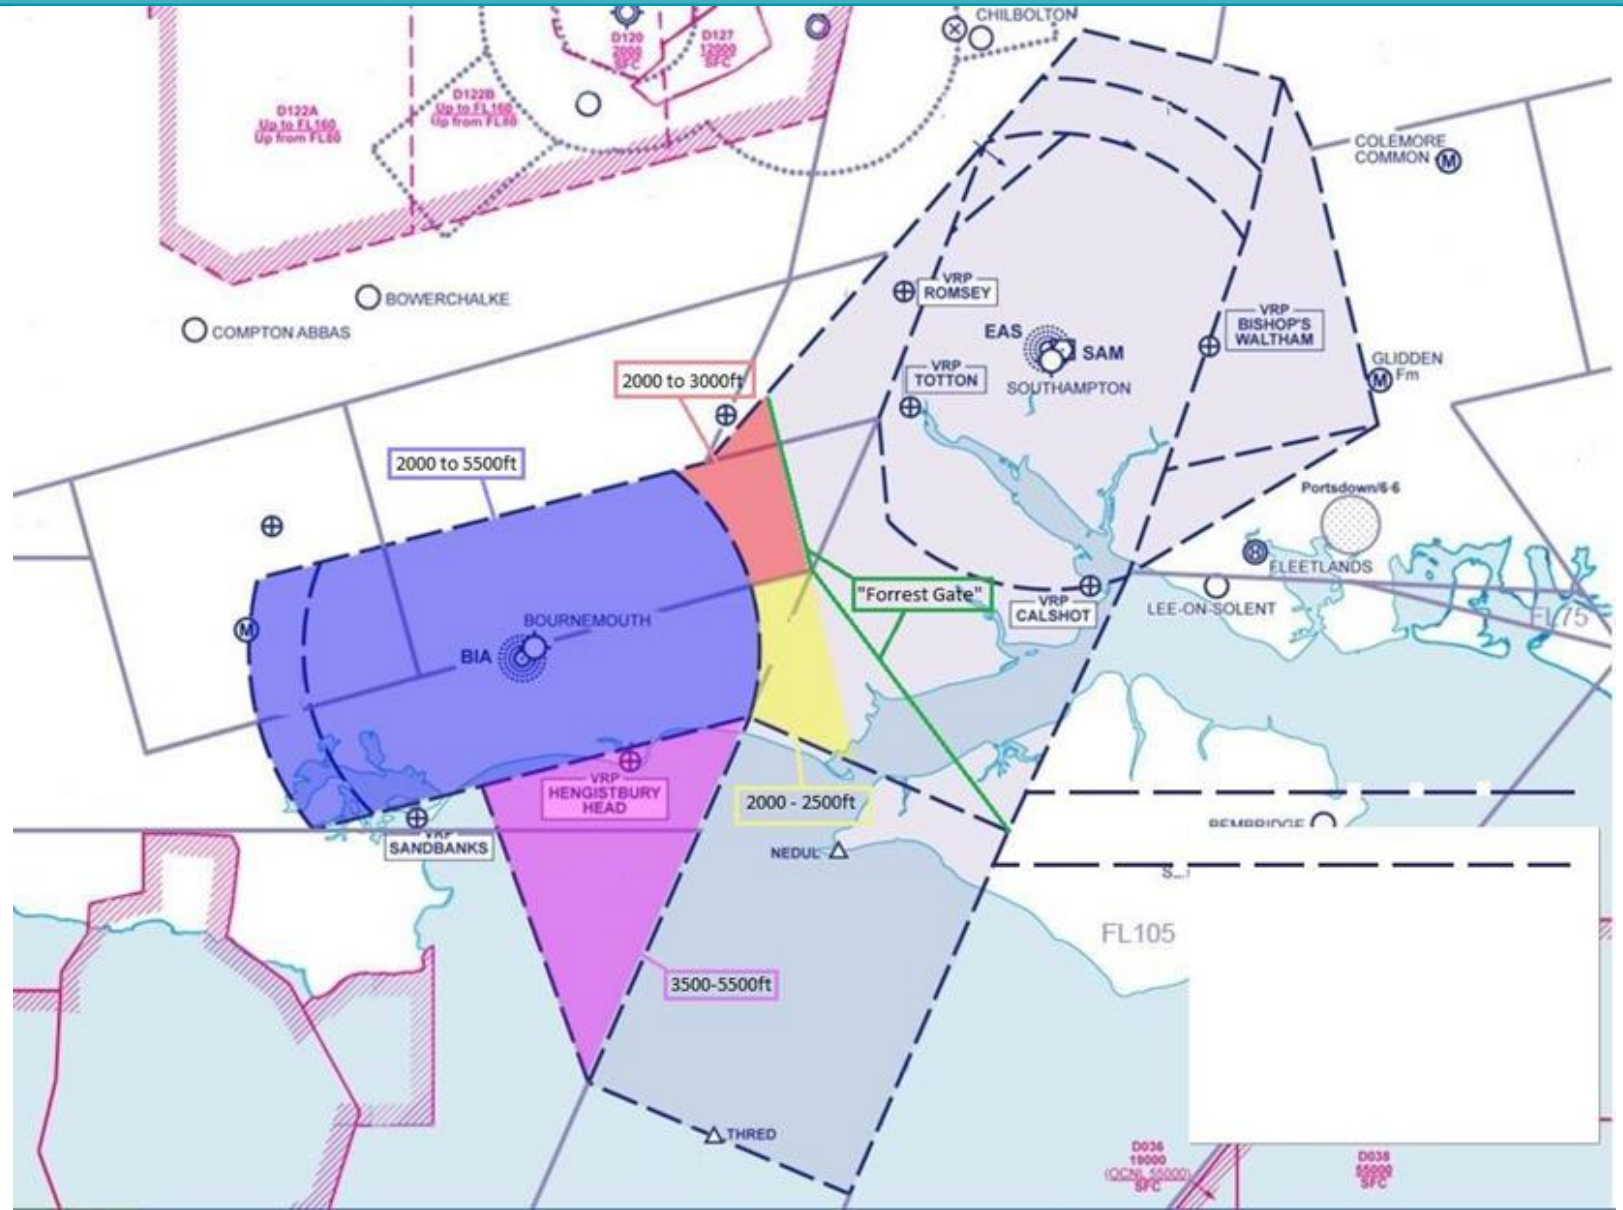 CHILBOLTON
D120
2000
SFC
D127
12000
SFC
D122A
Up to FL160
Up from FL80
D122B
Up to FL160
Up from FL80
COLEMORE
COMMON
M
BOWERCHALKE
COMPTON ABBAS
VRP
ROMSEY
EAS
SAM
SOUTHAMPTON
VRP
BISHOP'S
WALTHAM
VRP
TOTTON
GLIDDEN
Fm
M
2000 to 3000ft
2000 to 5500ft
Portsdown/6·6
H
FLEETLANDS
"Forrest Gate"
VRP
CALSHOT
LEE-ON-SOLENT
FL75
M
BOURNEMOUTH
BIA
VRP
HENGISTBURY
HEAD
2000 - 2500ft
BEMBRIDGE
VRP
SANDBANKS
NEDUL
FL105
3500-5500ft
THRED
D036
19000
(OCNL 55000)
SFC
D038
55000
SFC